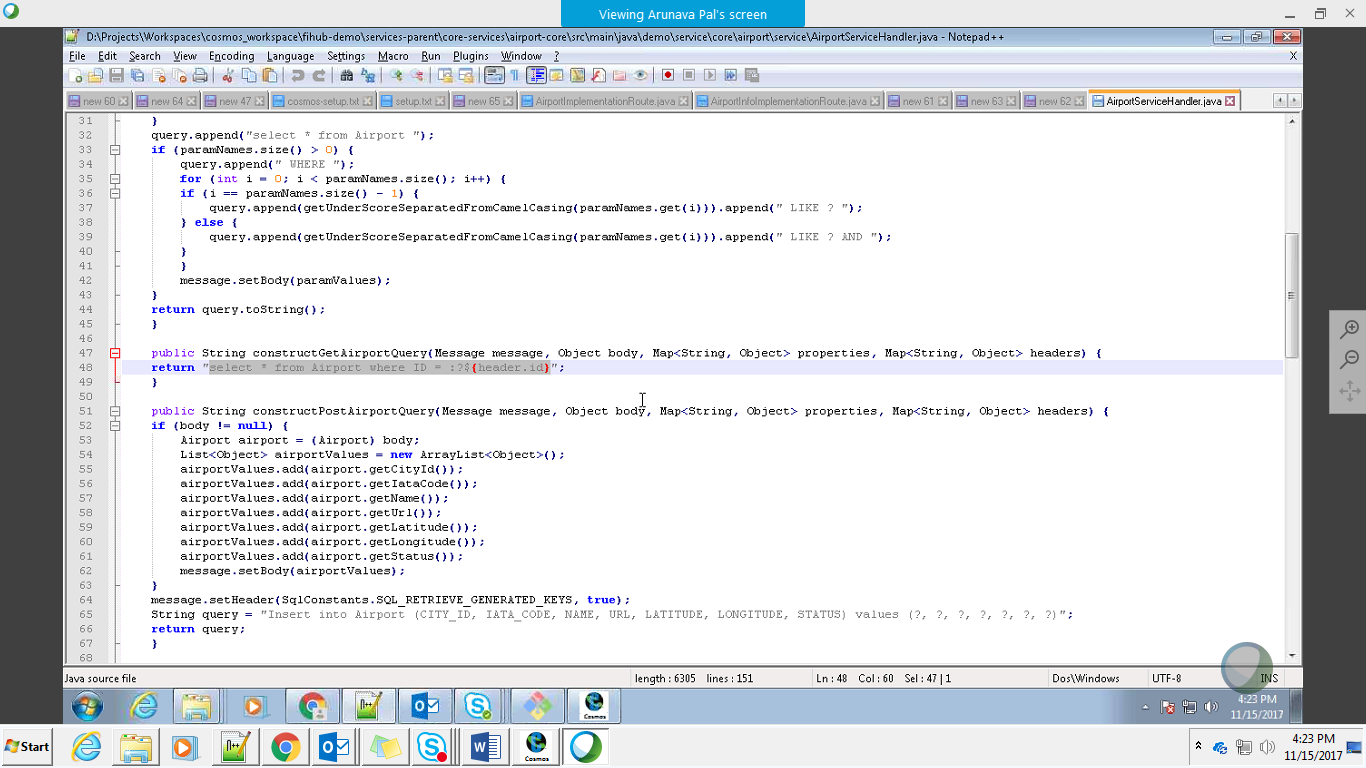 Viewing Arunava Pal's screen
D:\Projects\Workspaces\cosmos_workspace\fihub-demo\services-parent\core-services\airport-core\src\main\java\demo\service\core\airport\service\AirportServiceHandler.java - Notepad++
File Edit Search View Encoding Language Settings Macro Run Plugins Window ? X
new 60 new 64 new 47 cosmos-setup.txt setup.txt new 65 AirportImplementationRoute.java AirportInfoImplementationRoute.java new 61 new 63 new 62 AirportServiceHandler.java
31 }
32 query.append("select * from Airport ");
33 if (paramNames.size() > 0) {
34 query.append(" WHERE ");
35 for (int i = 0; i < paramNames.size(); i++) {
36 if (i == paramNames.size() - 1) {
37 query.append(getUnderScoreSeparatedFromCamelCasing(paramNames.get(i))).append(" LIKE ? ");
38 } else {
39 query.append(getUnderScoreSeparatedFromCamelCasing(paramNames.get(i))).append(" LIKE ? AND ");
40 }
41 }
42 message.setBody(paramValues);
43 }
44 return query.toString();
45 }
46
47 public String constructGetAirportQuery(Message message, Object body, Map<String, Object> properties, Map<String, Object> headers) {
48 return "select * from Airport where ID = :?${header.id}";
49 }
50
51 public String constructPostAirportQuery(Message message, Object body, Map<String, Object> properties, Map<String, Object> headers) {
52 if (body != null) {
53 Airport airport = (Airport) body;
54 List<Object> airportValues = new ArrayList<Object>();
55 airportValues.add(airport.getCityId());
56 airportValues.add(airport.getIataCode());
57 airportValues.add(airport.getName());
58 airportValues.add(airport.getUrl());
59 airportValues.add(airport.getLatitude());
60 airportValues.add(airport.getLongitude());
61 airportValues.add(airport.getStatus());
62 message.setBody(airportValues);
63 }
64 message.setHeader(SqlConstants.SQL_RETRIEVE_GENERATED_KEYS, true);
65 String query = "Insert into Airport (CITY_ID, IATA_CODE, NAME, URL, LATITUDE, LONGITUDE, STATUS) values (?, ?, ?, ?, ?, ?, ?)";
66 return query;
67 }
68
Java source file length : 6305 lines : 151 Ln : 48 Col : 60 Sel : 47 | 1 Dos\Windows UTF-8 INS
Cosmos
4:23 PM
11/15/2017
Start
Cosmos
4:23 PM
11/15/2017